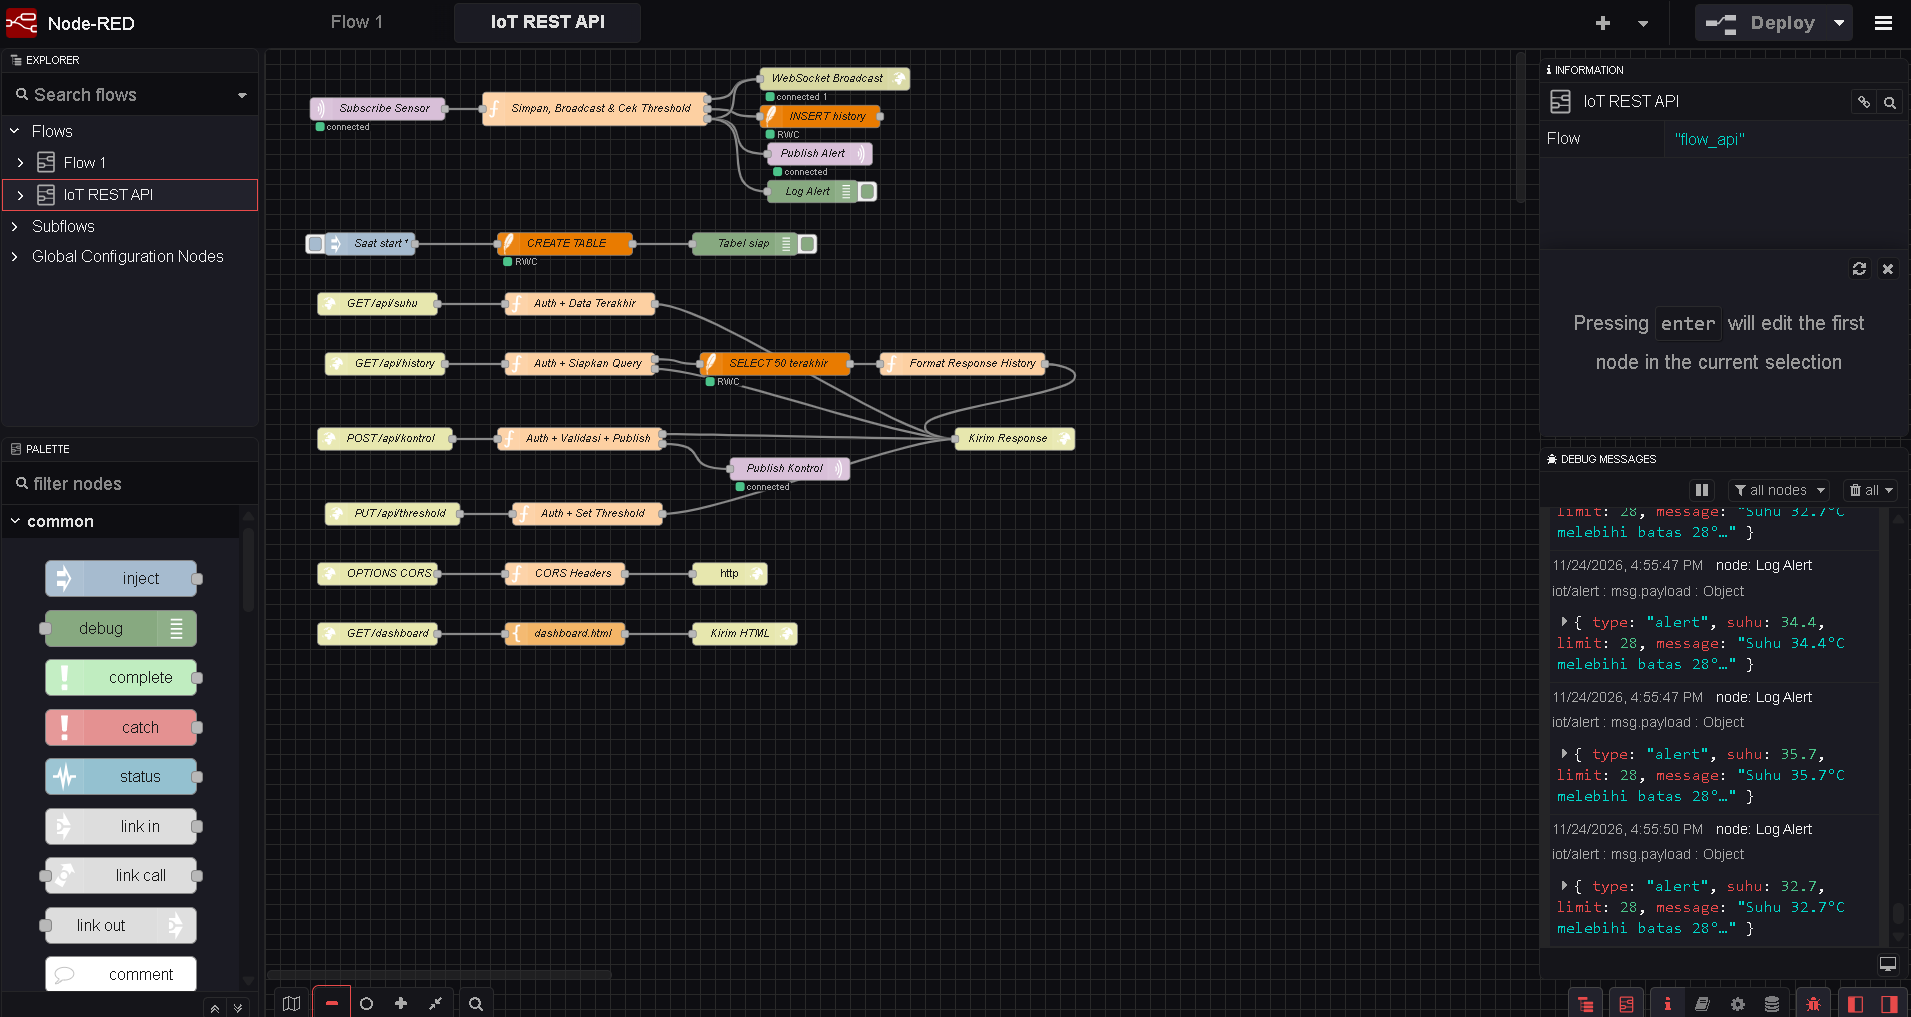 Node-RED
Flow 1
IoT REST API
Deploy
EXPLORER
Search flows
Flows
Flow 1
IoT REST API
Subflows
Global Configuration Nodes
PALETTE
filter nodes
common
inject
debug
complete
catch
status
link in
link call
link out
comment
Subscribe Sensor
connected
Simpan, Broadcast & Cek Threshold
WebSocket Broadcast
connected 1
INSERT history
RWC
Publish Alert
connected
Log Alert
Saat start ¹
CREATE TABLE
RWC
Tabel siap
GET /api/suhu
Auth + Data Terakhir
GET /api/history
Auth + Siapkan Query
SELECT 50 terakhir
RWC
Format Response History
POST /api/kontrol
Auth + Validasi + Publish
Kirim Response
Publish Kontrol
connected
PUT /api/threshold
Auth + Set Threshold
OPTIONS CORS
CORS Headers
http
GET /dashboard
dashboard.html
Kirim HTML
INFORMATION
IoT REST API
Flow "flow_api"
Pressing enter will edit the first
node in the current selection
DEBUG MESSAGES
all nodes
all
limit: 28, message: "Suhu 32.7°C
melebihi batas 28°…" }
11/24/2026, 4:55:47 PM node: Log Alert
iot/alert : msg.payload : Object
{ type: "alert", suhu: 34.4,
limit: 28, message: "Suhu 34.4°C
melebihi batas 28°…" }
11/24/2026, 4:55:47 PM node: Log Alert
iot/alert : msg.payload : Object
{ type: "alert", suhu: 35.7,
limit: 28, message: "Suhu 35.7°C
melebihi batas 28°…" }
11/24/2026, 4:55:50 PM node: Log Alert
iot/alert : msg.payload : Object
{ type: "alert", suhu: 32.7,
limit: 28, message: "Suhu 32.7°C
melebihi batas 28°…" }